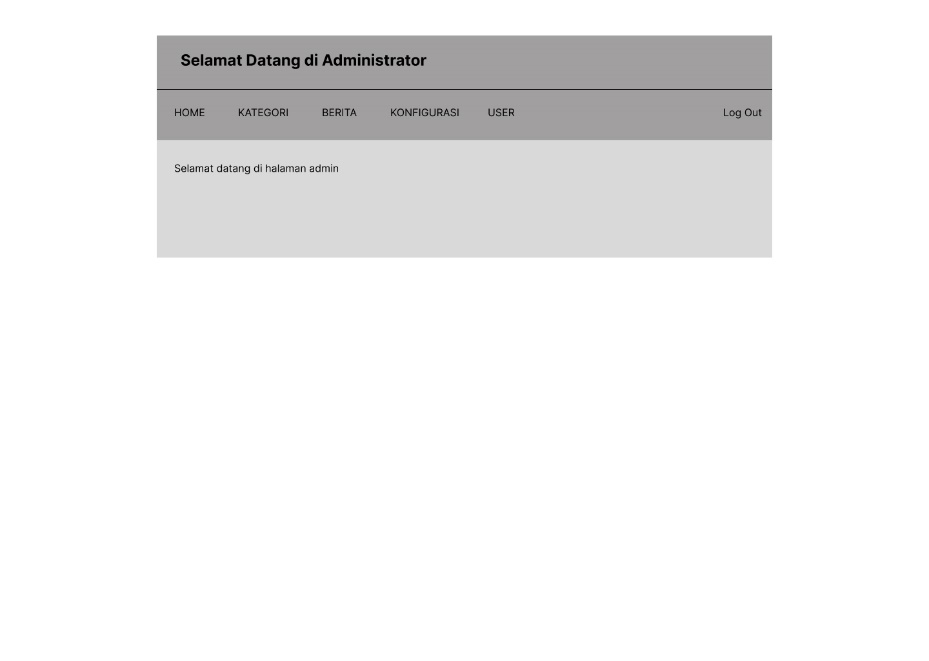 Selamat Datang di Administrator
HOME KATEGORI BERITA KONFIGURASI USER Log Out
Selamat datang di halaman admin